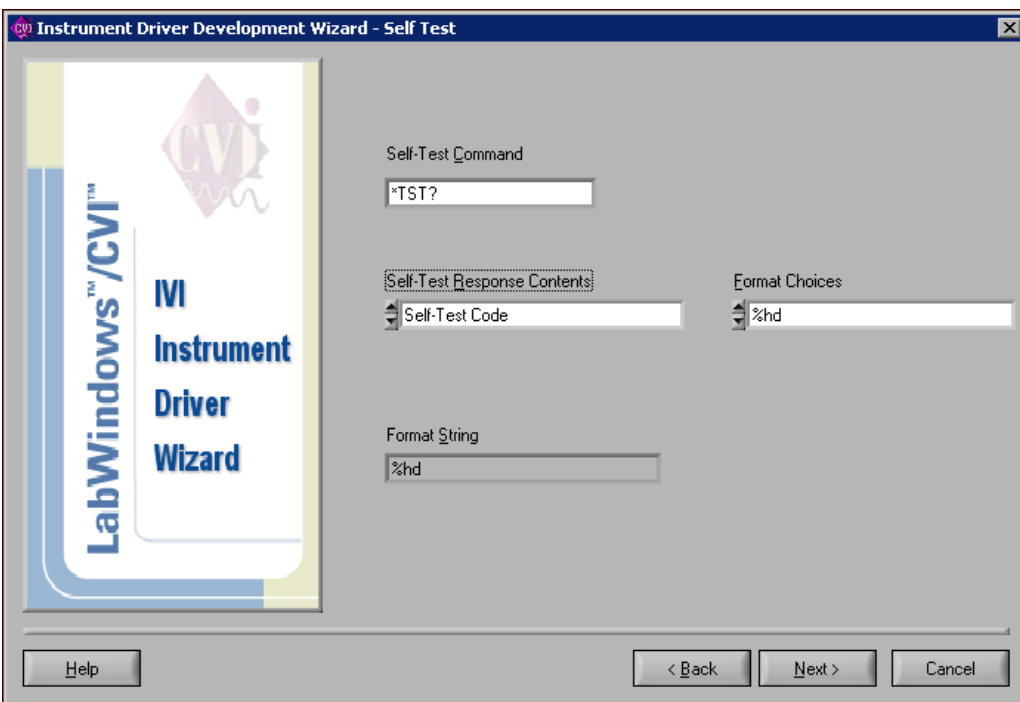 Instrument Driver Development Wizard - Self Test
CVI
LabWindows™/CVI™
IVI
Instrument
Driver
Wizard
Self-Test Command
*TST?
Self-Test Response Contents
Format Choices
Self-Test Code
%hd
Format String
%hd
Help
< Back
Next >
Cancel